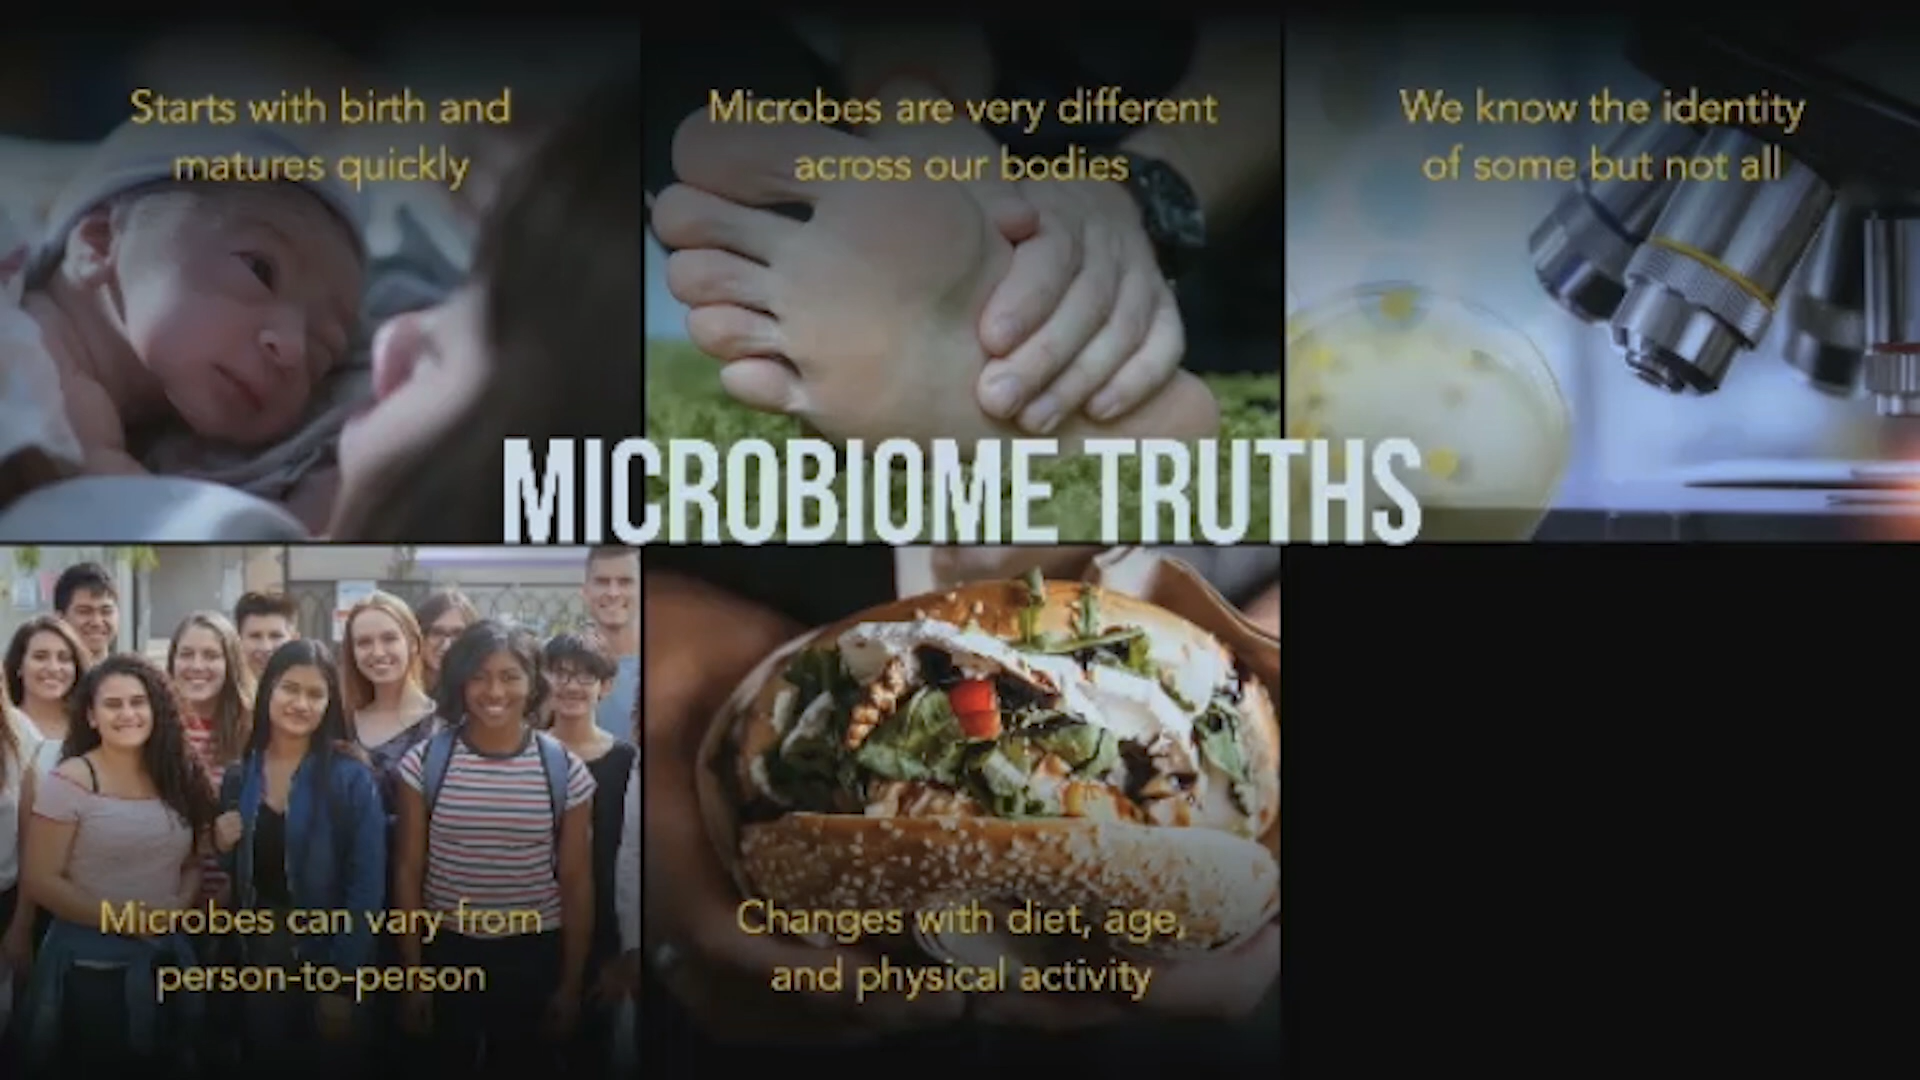 Starts with birth and
matures quickly
Microbes are very different
across our bodies
We know the identity
of some but not all
MICROBIOME TRUTHS
Microbes can vary from
person-to-person
Changes with diet, age,
and physical activity